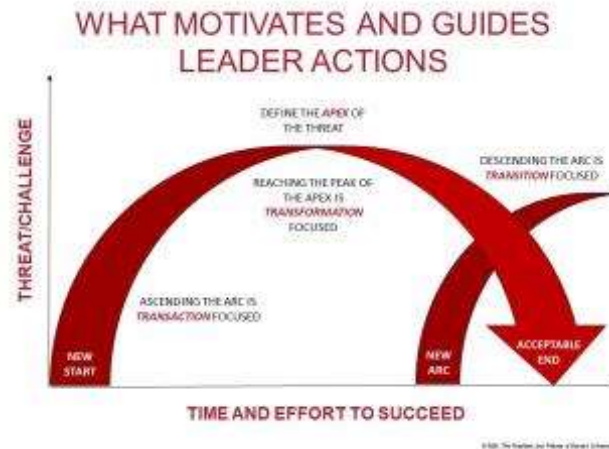 WHAT MOTIVATES AND GUIDES
LEADER ACTIONS
THREAT/CHALLENGE
DEFINE THE APEX OF
THE THREAT
REACHING THE PEAK OF
THE APEX IS
TRANSFORMATION
FOCUSED
DESCENDING THE ARC IS
TRANSITION FOCUSED
ASCENDING THE ARC IS
TRANSACTION FOCUSED
NEW
START
NEW
ARC
ACCEPTABLE
END
TIME AND EFFORT TO SUCCEED